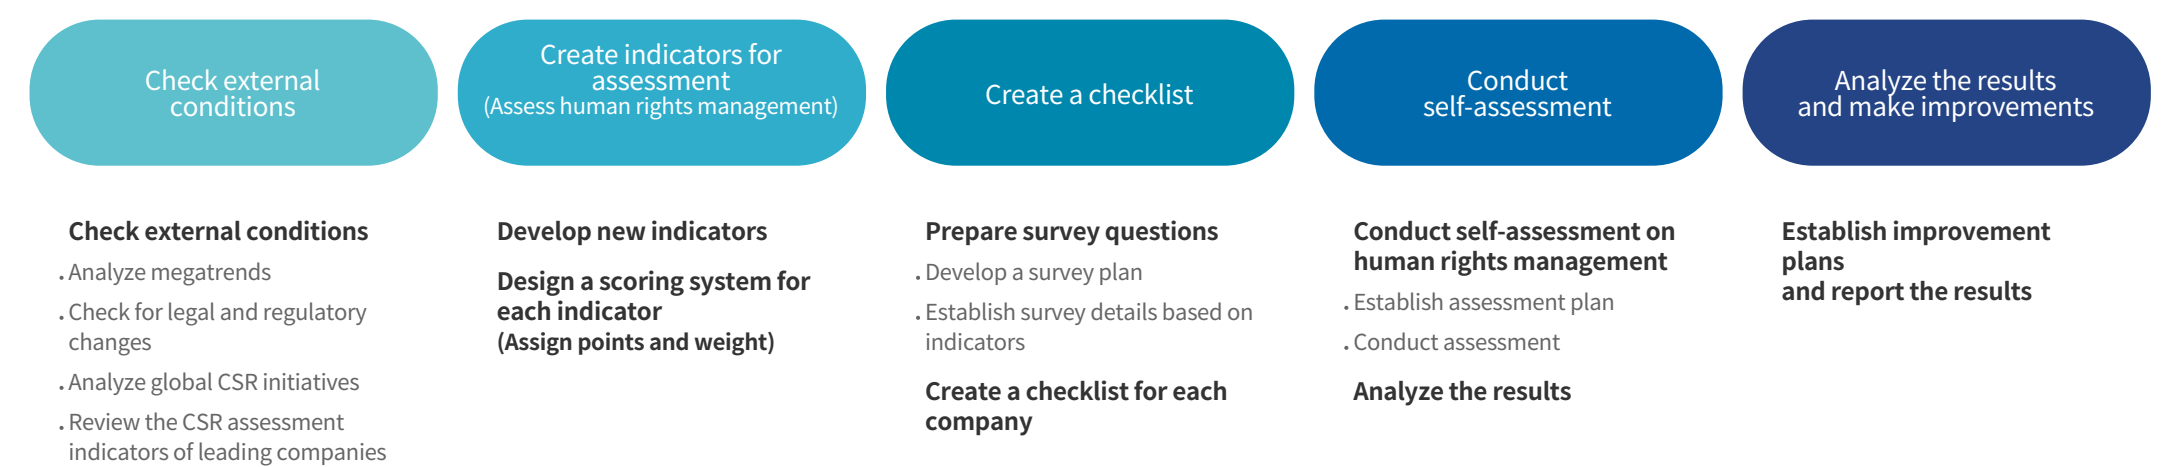 Check external
conditions
Create indicators for
assessment
(Assess human rights management)
Create a checklist
Conduct
self-assessment
Analyze the results
and make improvements
Check external conditions
. Analyze megatrends
. Check for legal and regulatory
changes
. Analyze global CSR initiatives
. Review the CSR assessment
indicators of leading companies
Develop new indicators
Design a scoring system for
each indicator
(Assign points and weight)
Prepare survey questions
. Develop a survey plan
. Establish survey details based on
indicators
Create a checklist for each
company
Conduct self-assessment on
human rights management
. Establish assessment plan
. Conduct assessment
Analyze the results
Establish improvement
plans
and report the results